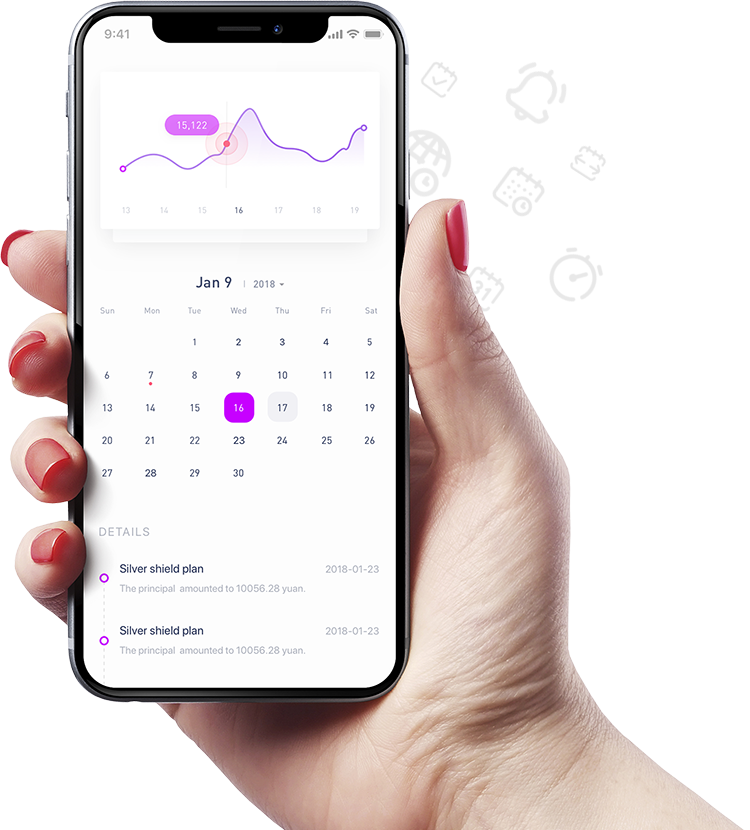 9:41
15,122
13 14 15 16 17 18 19
Jan 9 | 2018
Sun Mon Tue Wed Thu Fri Sat
1 2 3 4 5
6 7 8 9 10 11 12
13 14 15 16 17 18 19
20 21 22 23 24 25 26
27 28 29 30
DETAILS
Silver shield plan 2018-01-23
The principal amounted to 10056.28 yuan.
Silver shield plan 2018-01-23
The principal amounted to 10056.28 yuan.
31